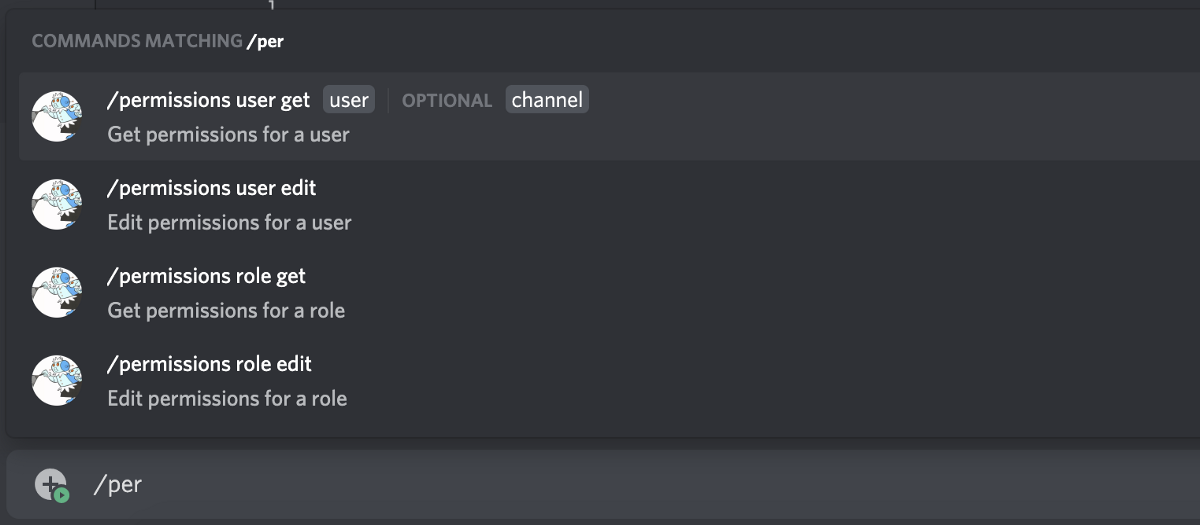 COMMANDS MATCHING /per
/permissions user get user OPTIONAL channel
Get permissions for a user
/permissions user edit
Edit permissions for a user
/permissions role get
Get permissions for a role
/permissions role edit
Edit permissions for a role
/per